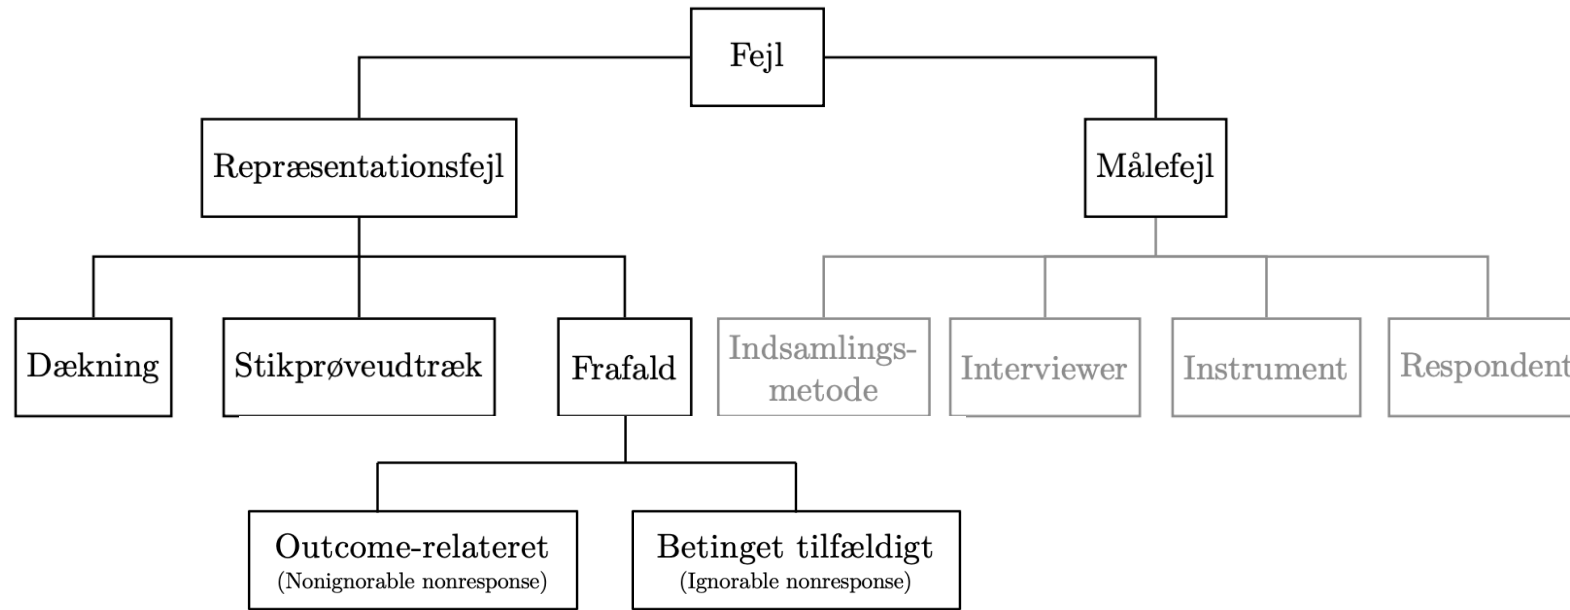 Fejl
Repræsentationsfejl
Målefejl
Dækning
Stikprøveudtræk
Frafald
Indsamlings-
metode
Interviewer
Instrument
Respondent
Outcome-relateret
(Nonignorable nonresponse)
Betinget tilfældigt
(Ignorable nonresponse)